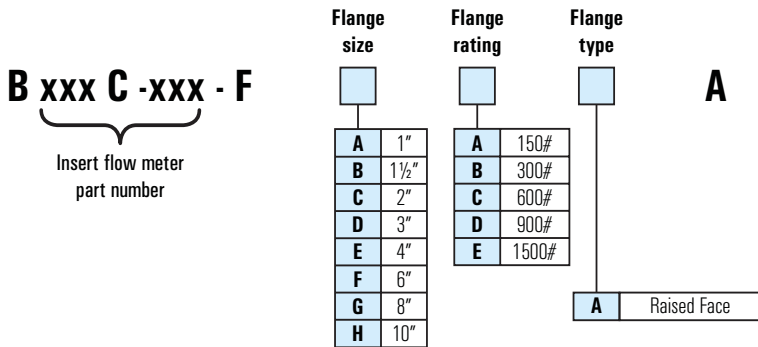 Flange size
Flange rating
Flange type
B xxx C -xxx - F
A
Insert flow meter
part number
A 1″
B 1½″
C 2″
D 3″
E 4″
F 6″
G 8″
H 10″
A 150#
B 300#
C 600#
D 900#
E 1500#
A Raised Face